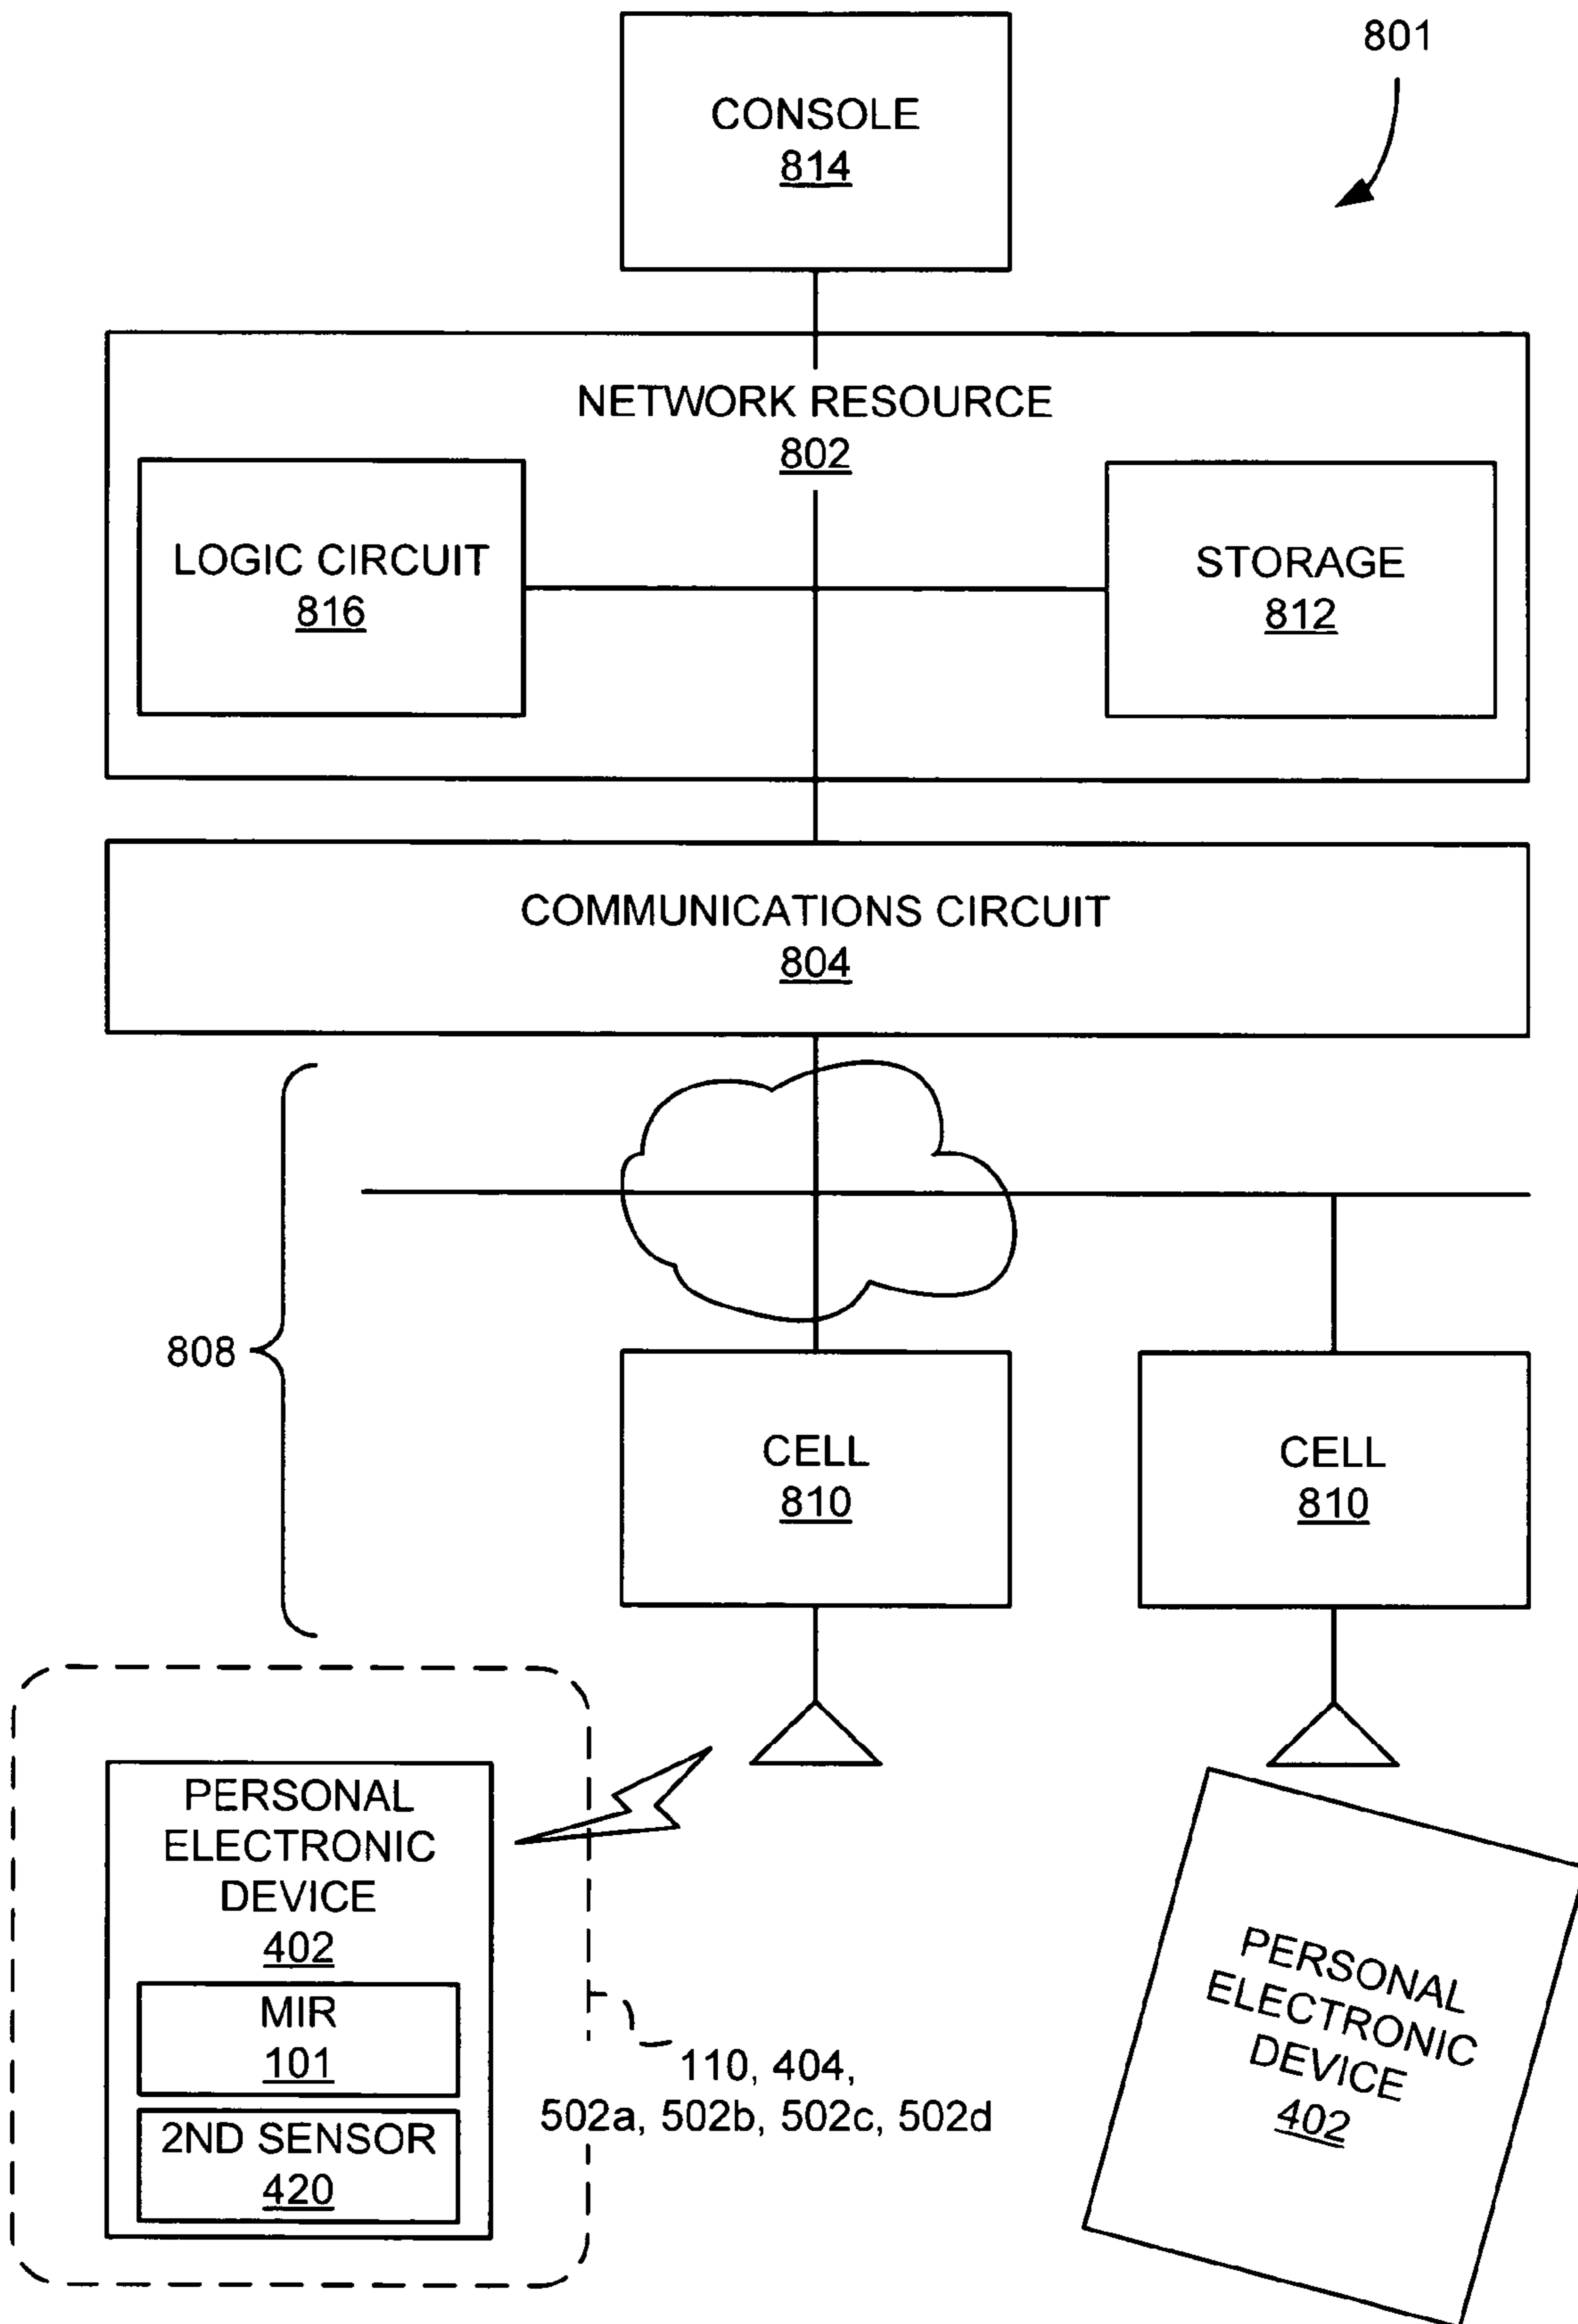 801
CONSOLE
814
NETWORK RESOURCE
802
LOGIC CIRCUIT
816
STORAGE
812
COMMUNICATIONS CIRCUIT
804
808
CELL
810
CELL
810
PERSONAL
ELECTRONIC
DEVICE
402
MIR
101
2ND SENSOR
420
110, 404,
502a, 502b, 502c, 502d
PERSONAL
ELECTRONIC
DEVICE
402